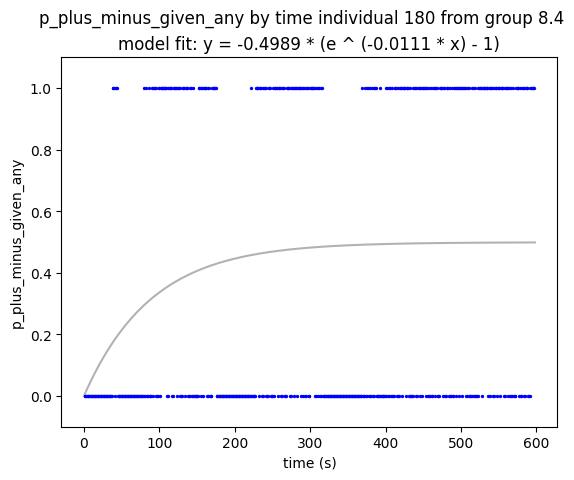 p_plus_minus_given_any by time individual 180 from group 8.4
model fit: y = -0.4989 * (e ^ (-0.0111 * x) - 1)
1.0
0.8
0.6
0.4
0.2
0.0
p_plus_minus_given_any
0 100 200 300 400 500 600
time (s)